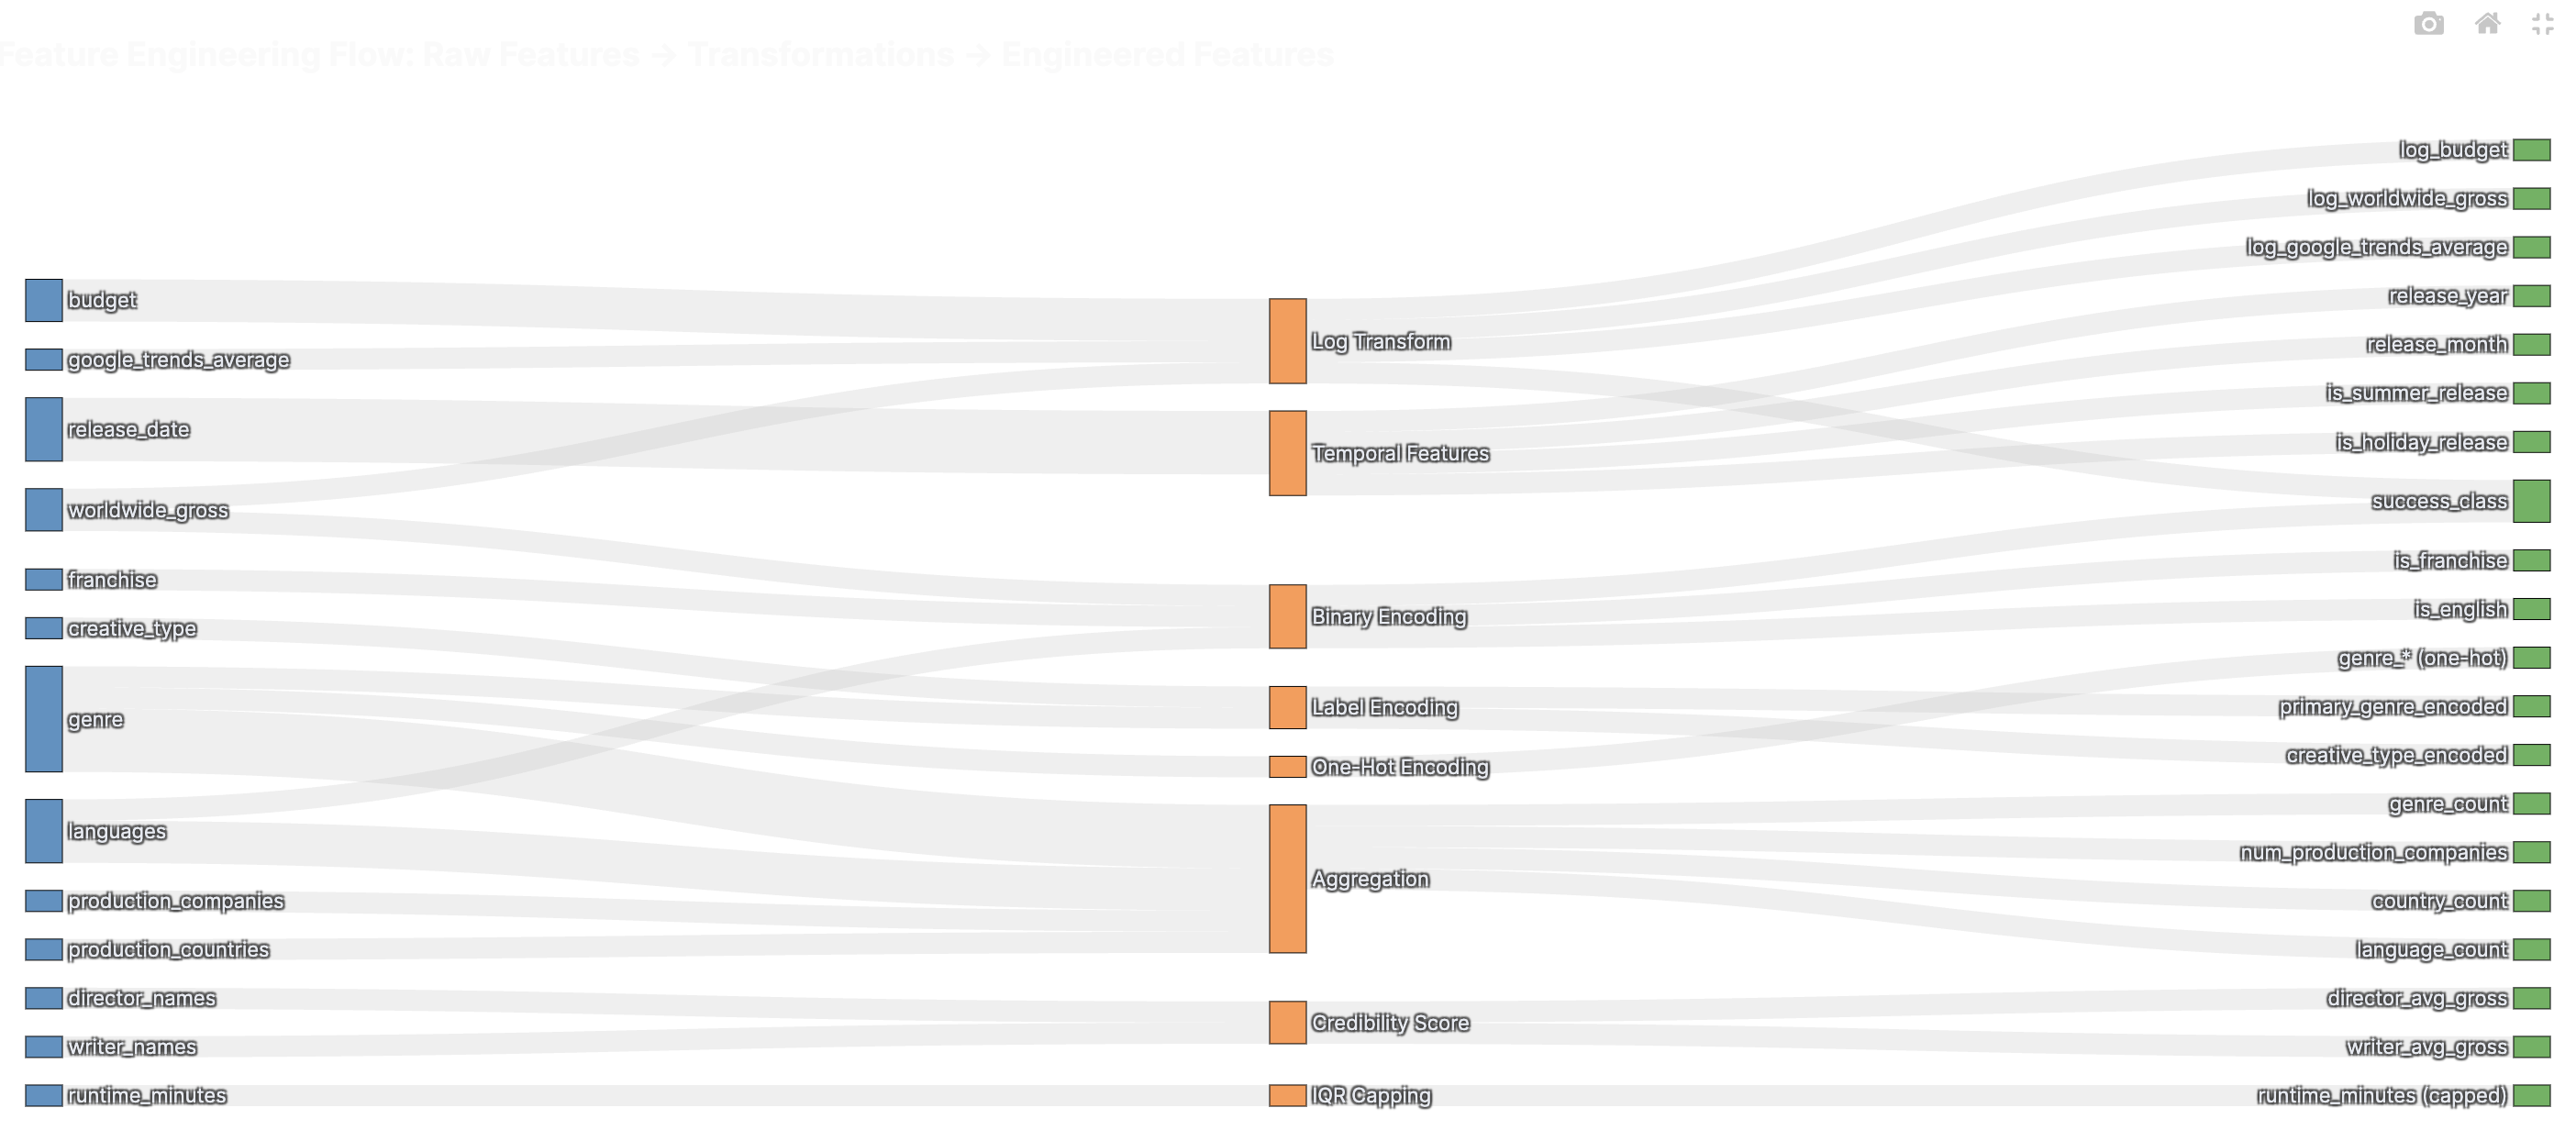 Feature Engineering Flow: Raw Features → Transformations → Engineered Features
budget
google_trends_average
release_date
worldwide_gross
franchise
creative_type
genre
languages
production_companies
production_countries
director_names
writer_names
runtime_minutes
Log Transform
Temporal Features
Binary Encoding
Label Encoding
One-Hot Encoding
Aggregation
Credibility Score
IQR Capping
log_budget
log_worldwide_gross
log_google_trends_average
release_year
release_month
is_summer_release
is_holiday_release
success_class
is_franchise
is_english
genre_* (one-hot)
primary_genre_encoded
creative_type_encoded
genre_count
num_production_companies
country_count
language_count
director_avg_gross
writer_avg_gross
runtime_minutes (capped)